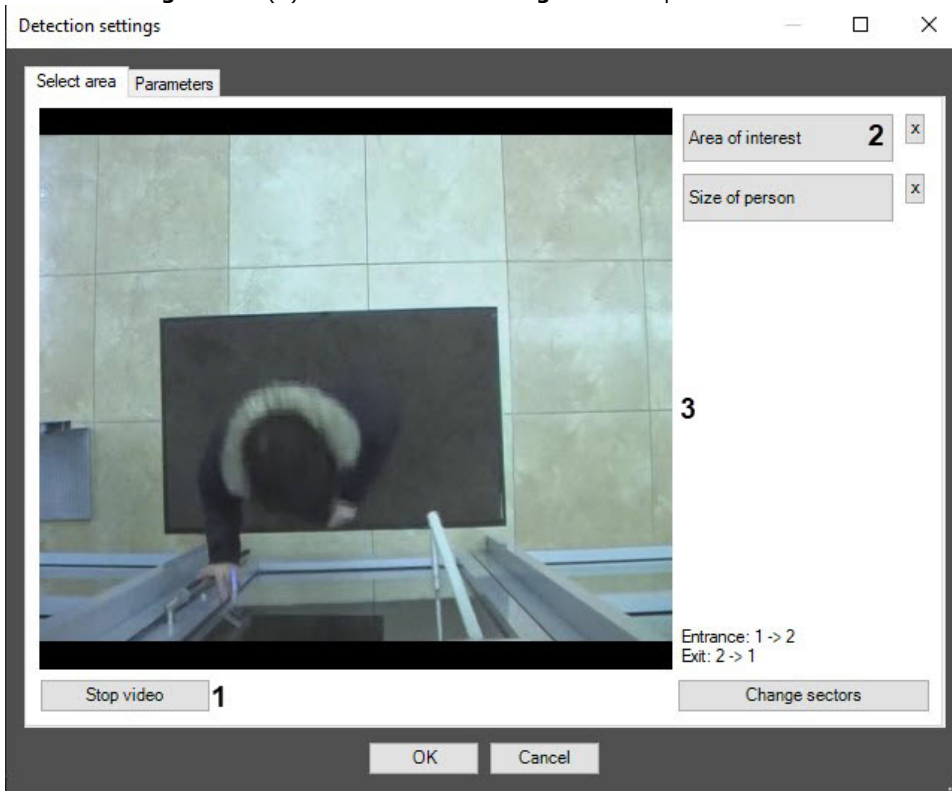 Detection settings
Select area
Parameters
Area of interest 2
x
Size of person
x
3
Entrance: 1 -> 2
Exit: 2 -> 1
Stop video 1
Change sectors
OK
Cancel